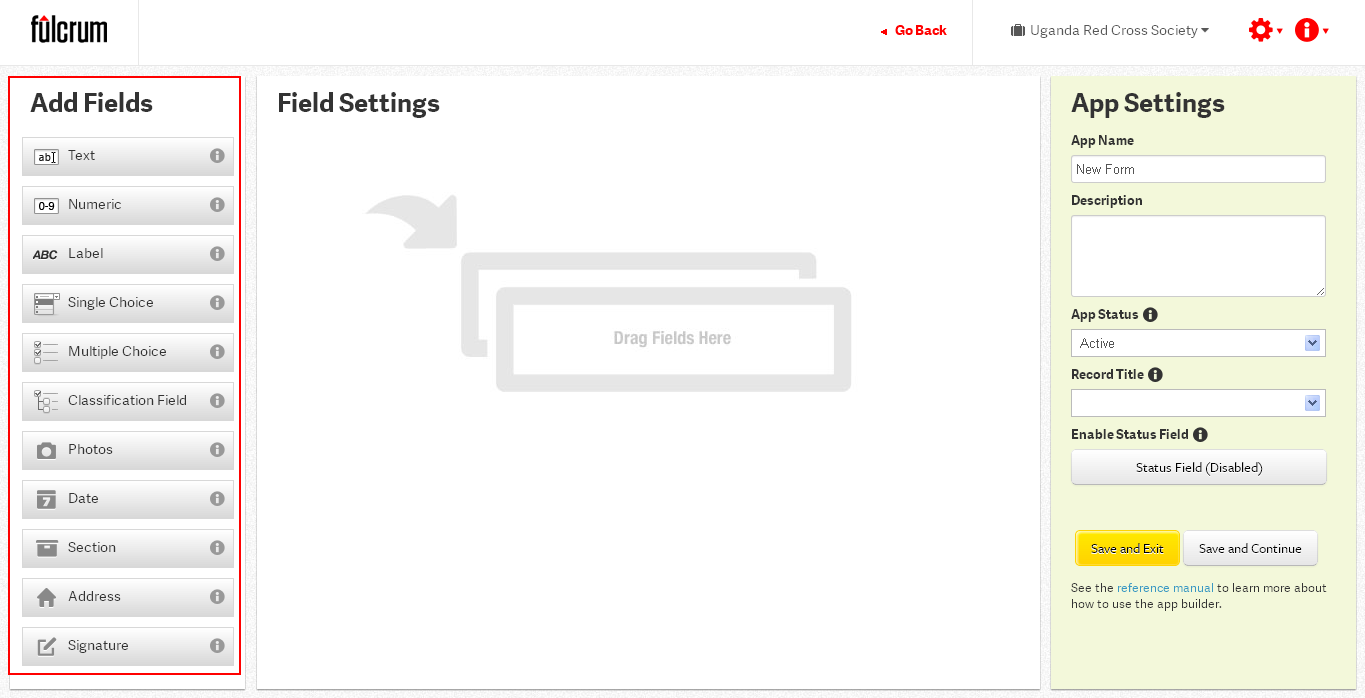 fulcrum
Go Back
Uganda Red Cross Society
Add Fields
abI Text
0-9 Numeric
ABC Label
Single Choice
Multiple Choice
Classification Field
Photos
7 Date
Section
Address
Signature
Field Settings
Drag Fields Here
App Settings
App Name
New Form
Description
App Status
Active
Record Title
Enable Status Field
Status Field (Disabled)
Save and Exit
Save and Continue
See the reference manual to learn more about
how to use the app builder.